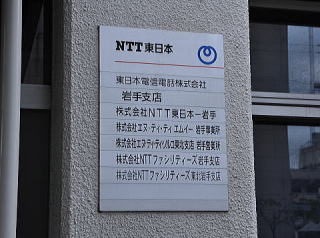 NTT東日本
東日本電信電話株式会社
岩手支店
株式会社NTT東日本－岩手
株式会社エヌ・ティ・ティ エムイー 岩手事業所
株式会社エヌ・ティ・ティ・ソルコ東北支店 岩手営業所
株式会社NTTファシリティーズ岩手支店
株式会社NTTファシリティーズ東北岩手支店